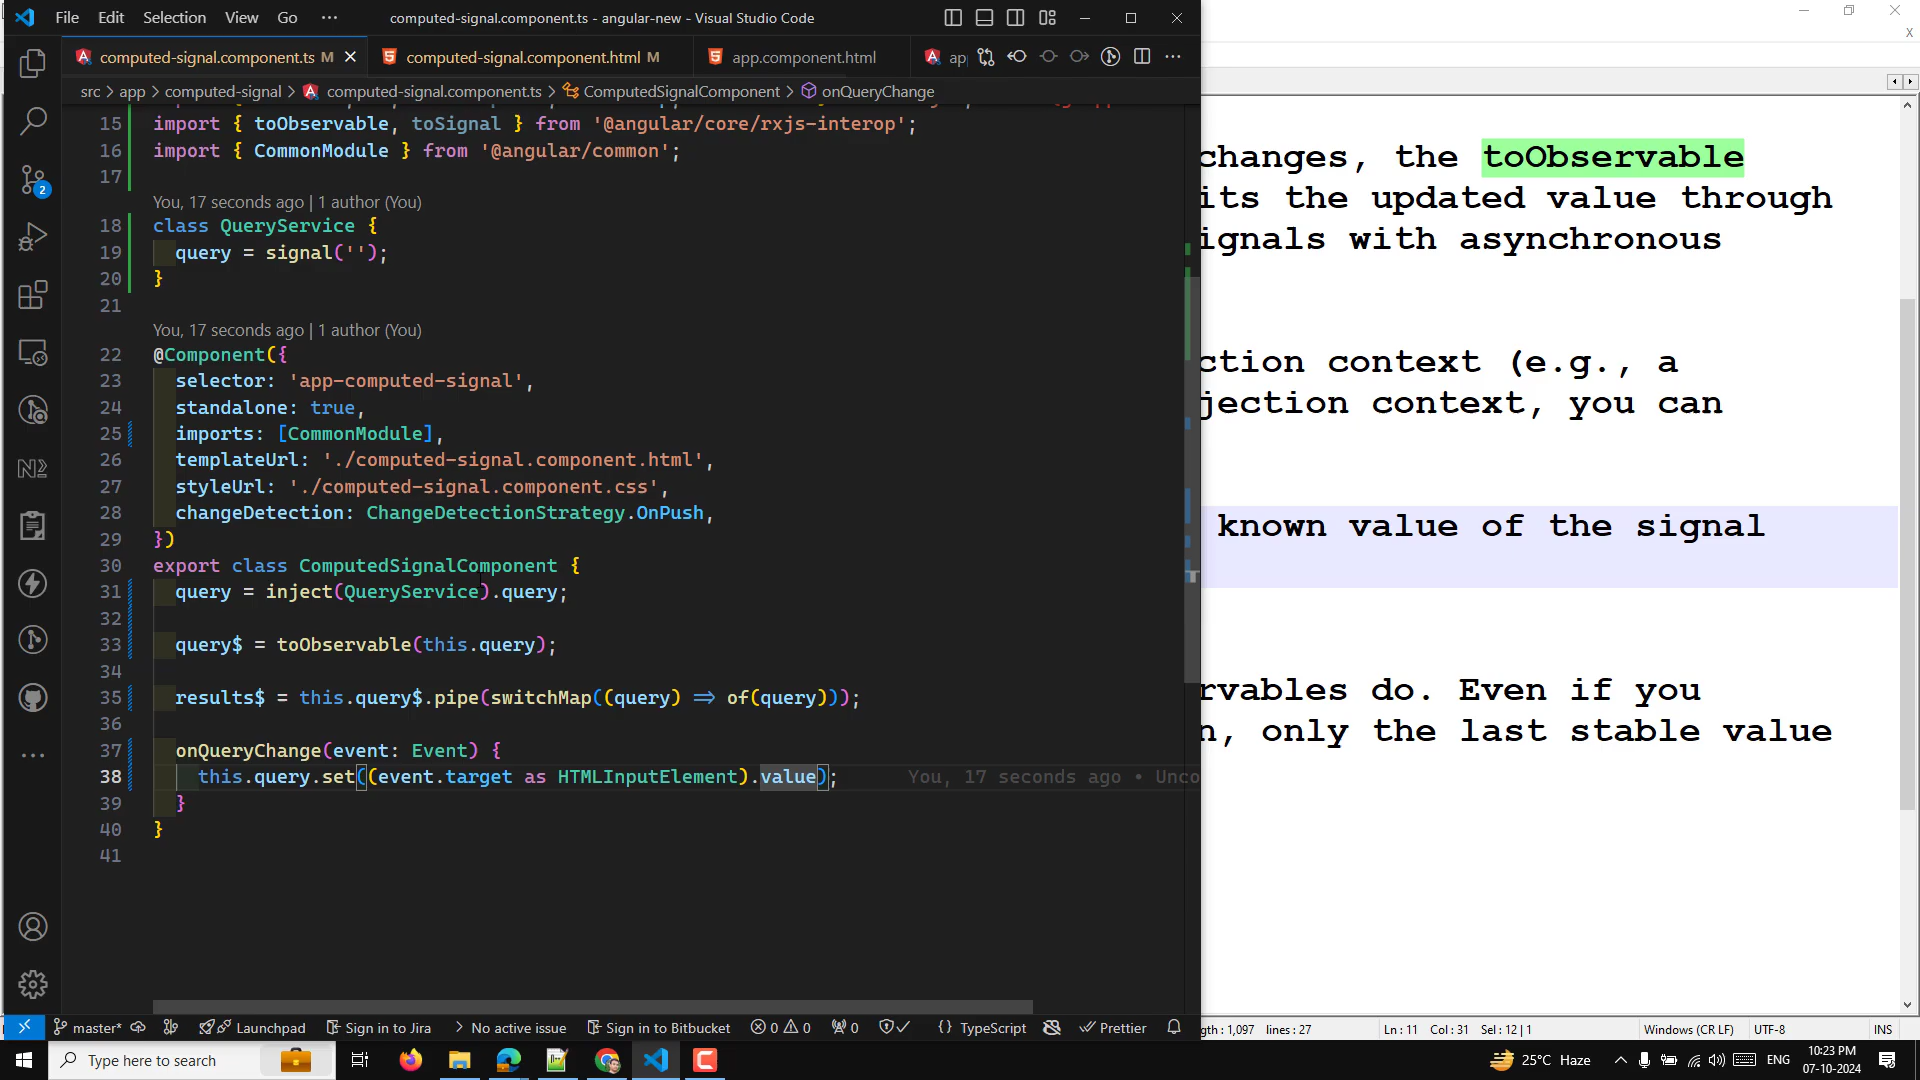 File Edit Selection View Go ··· computed-signal.component.ts - angular-new - Visual Studio Code
computed-signal.component.ts M computed-signal.component.html M app.component.html ap
src > app > computed-signal > computed-signal.component.ts > ComputedSignalComponent > onQueryChange
15 import { toObservable, toSignal } from '@angular/core/rxjs-interop';
16 import { CommonModule } from '@angular/common';
17
You, 17 seconds ago | 1 author (You)
18 class QueryService {
19 query = signal('');
20 }
21
You, 17 seconds ago | 1 author (You)
22 @Component({
23 selector: 'app-computed-signal',
24 standalone: true,
25 imports: [CommonModule],
26 templateUrl: './computed-signal.component.html',
27 styleUrl: './computed-signal.component.css',
28 changeDetection: ChangeDetectionStrategy.OnPush,
29 })
30 export class ComputedSignalComponent {
31 query = inject(QueryService).query;
32
33 query$ = toObservable(this.query);
34
35 results$ = this.query$.pipe(switchMap((query) => of(query)));
36
37 onQueryChange(event: Event) {
38 this.query.set((event.target as HTMLInputElement).value); You, 17 seconds ago • Unco
39 }
40 }
41
2
master* Launchpad Sign in to Jira No active issue Sign in to Bitbucket 0 0 0 {} TypeScript Prettier
changes, the toObservable
its the updated value through
ignals with asynchronous
ction context (e.g., a
jection context, you can
known value of the signal
rvables do. Even if you
n, only the last stable value
gth : 1,097 lines : 27 Ln : 11 Col : 31 Sel : 12 | 1 Windows (CR LF) UTF-8 INS
Type here to search 25°C Haze ENG 10:23 PM
07-10-2024